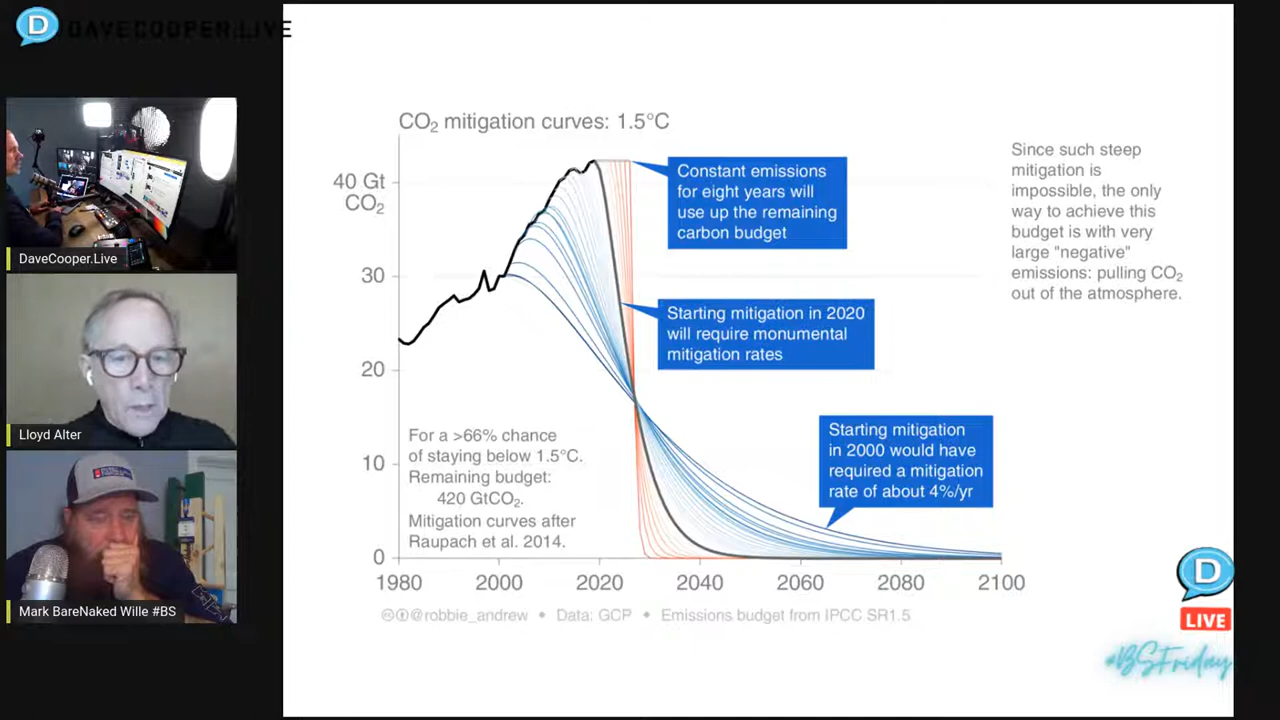 D DAVECOOPER.LIVE
DaveCooper.Live
Lloyd Alter
Mark BareNaked Wille #BS
CO₂ mitigation curves: 1.5°C
40 Gt
CO₂
30
20
10
0
1980
2000
2020
2040
2060
2080
2100
Constant emissions
for eight years will
use up the remaining
carbon budget
Starting mitigation in 2020
will require monumental
mitigation rates
Starting mitigation
in 2000 would have
required a mitigation
rate of about 4%/yr
For a >66% chance
of staying below 1.5°C.
Remaining budget:
420 GtCO₂.
Mitigation curves after
Raupach et al. 2014.
@robbie_andrew • Data: GCP • Emissions budget from IPCC SR1.5
Since such steep
mitigation is
impossible, the only
way to achieve this
budget is with very
large "negative"
emissions: pulling CO₂
out of the atmosphere.
D
LIVE
#BSFriday